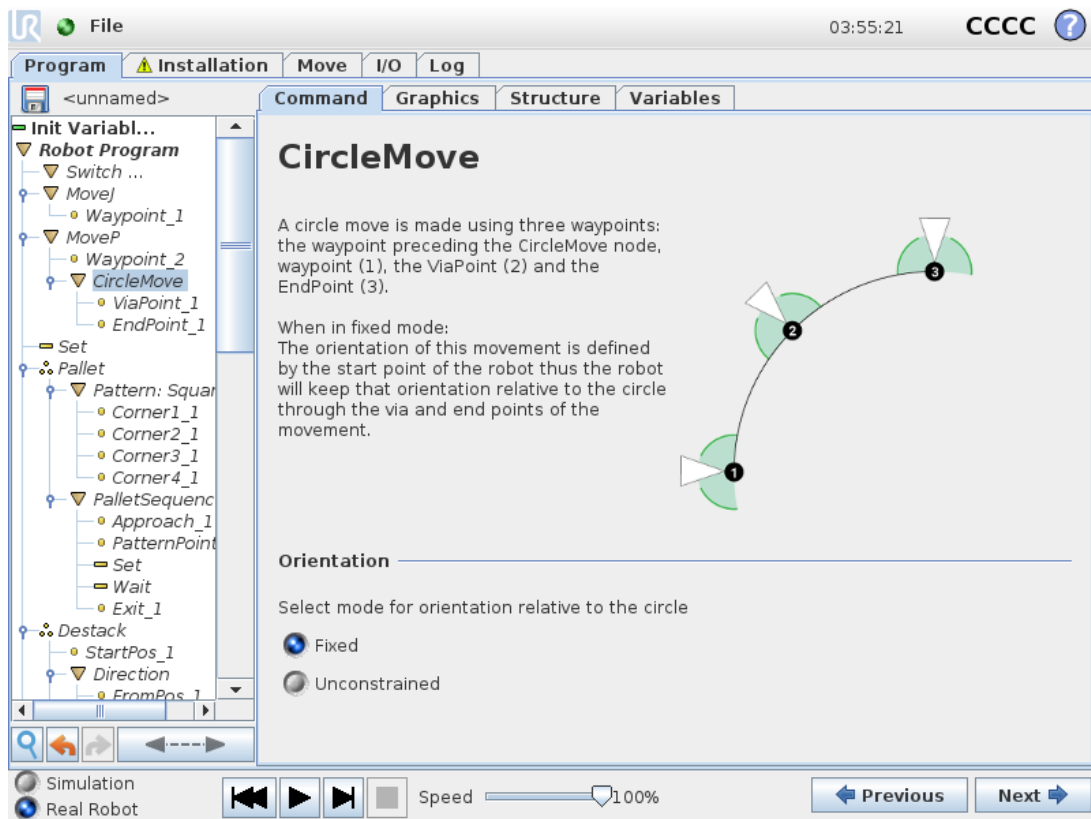 UR File 03:55:21 CCCC ?
Program Installation Move I/O Log
<unnamed> Command Graphics Structure Variables
Init Variabl...
Robot Program
Switch ...
MoveJ
Waypoint_1
MoveP
Waypoint_2
CircleMove
ViaPoint_1
EndPoint_1
Set
Pallet
Pattern: Squar
Corner1_1
Corner2_1
Corner3_1
Corner4_1
PalletSequenc
Approach_1
PatternPoint
Set
Wait
Exit_1
Destack
StartPos_1
Direction
FromPos_1
CircleMove
A circle move is made using three waypoints:
the waypoint preceding the CircleMove node,
waypoint (1), the ViaPoint (2) and the
EndPoint (3).
When in fixed mode:
The orientation of this movement is defined
by the start point of the robot thus the robot
will keep that orientation relative to the circle
through the via and end points of the
movement.
3
2
1
Orientation
Select mode for orientation relative to the circle
Fixed
Unconstrained
Simulation
Real Robot
Speed 100%
Previous
Next